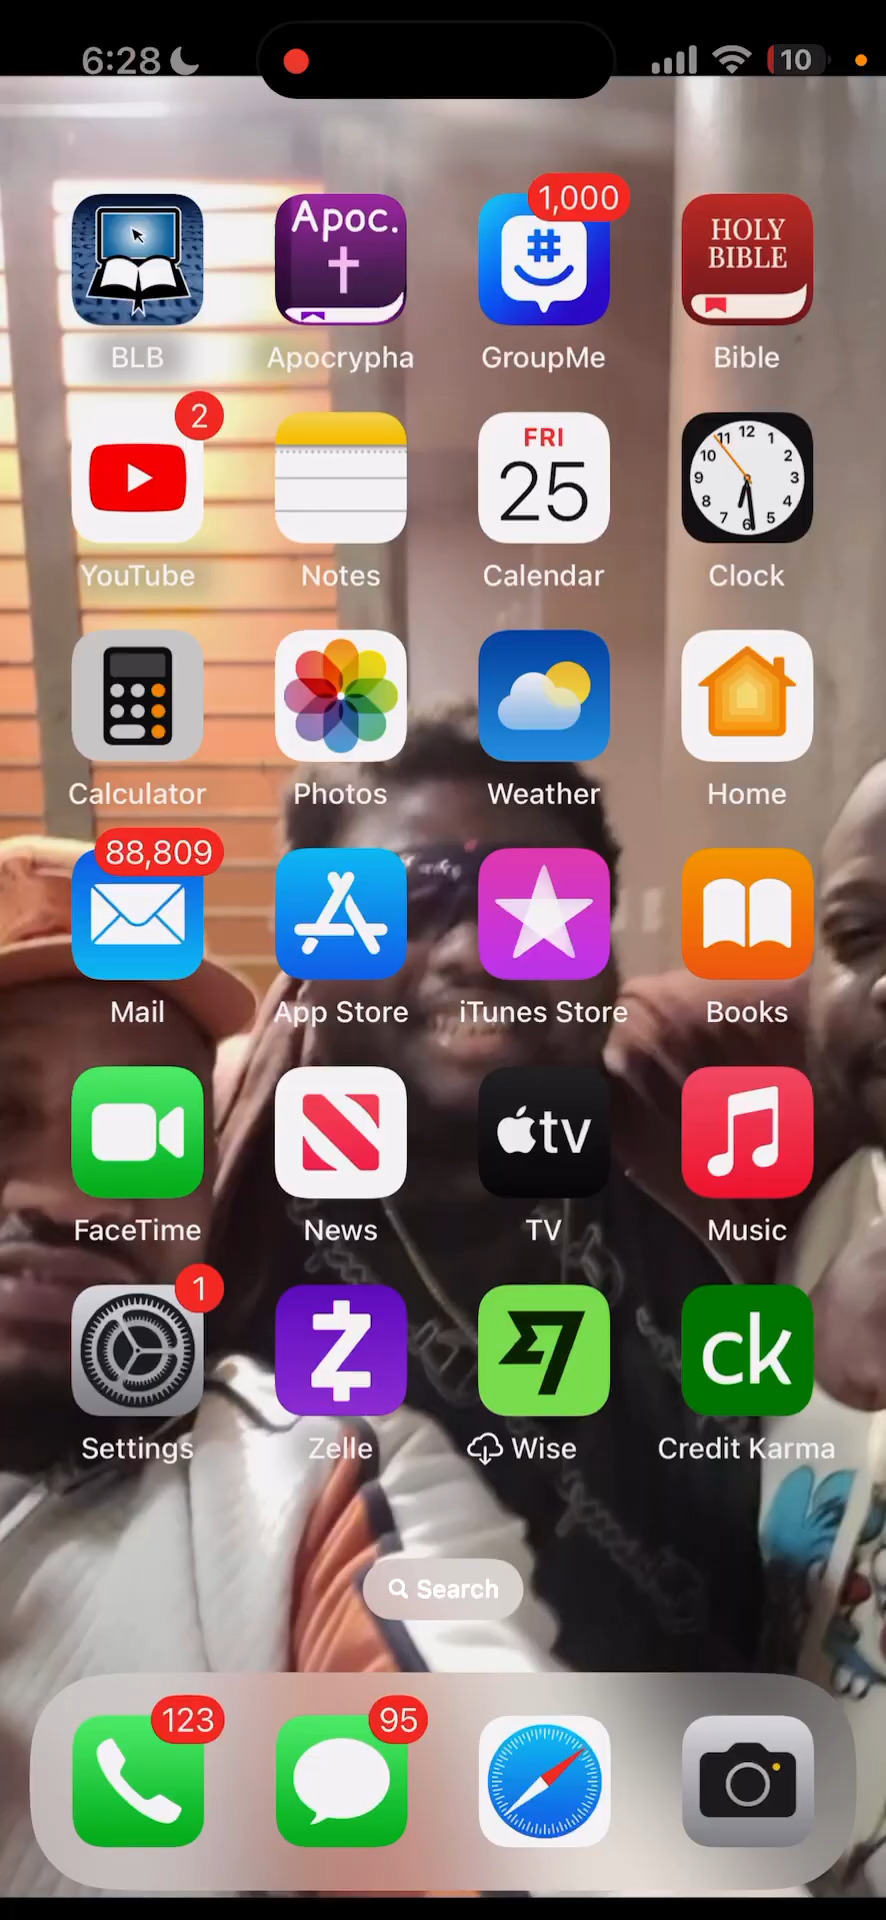 6:28
10
1,000
Apoc.
HOLY
BIBLE
BLB
Apocrypha
GroupMe
Bible
2
FRI
25
12
1
2
3
4
5
6
7
8
9
10
11
YouTube
Notes
Calendar
Clock
Calculator
Photos
Weather
Home
88,809
Mail
App Store
iTunes Store
Books
tv
FaceTime
News
TV
Music
1
Z
ck
Settings
Zelle
Wise
Credit Karma
Search
123
95